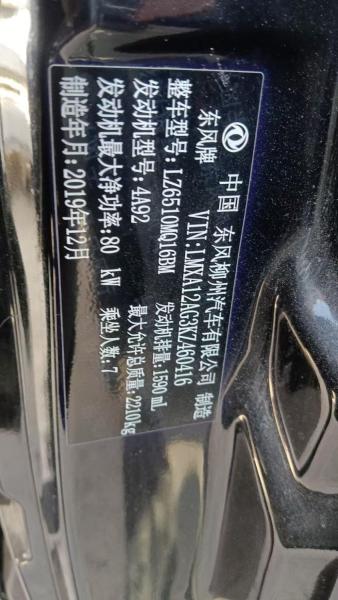 中国 东风柳州汽车有限公司 制造
东风牌 VIN:LMXA12AG3KZ460416
整车型号:LZ6510MQ16BM
发动机型号:4A92 发动机排量:1590mL
发动机最大净功率:80 kW 最大允许总质量:2210kg
制造年月:2019年12月 乘坐人数:7